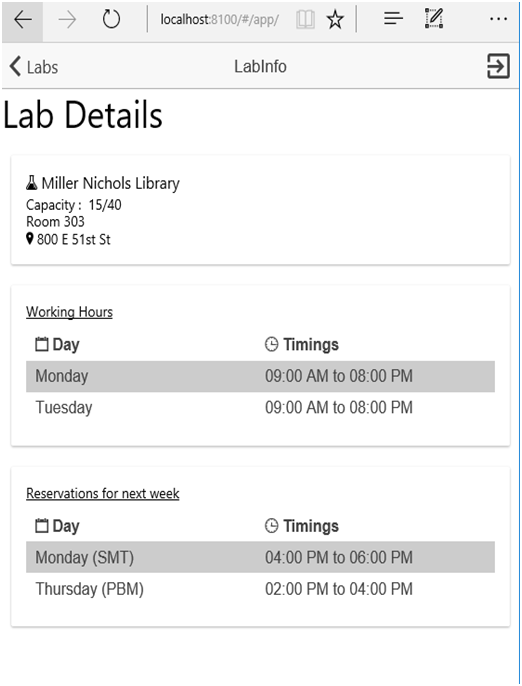 localhost:8100/#/app/
Labs LabInfo
Lab Details
Miller Nichols Library
Capacity : 15/40
Room 303
800 E 51st St
Working Hours
Day Timings
Monday 09:00 AM to 08:00 PM
Tuesday 09:00 AM to 08:00 PM
Reservations for next week
Day Timings
Monday (SMT) 04:00 PM to 06:00 PM
Thursday (PBM) 02:00 PM to 04:00 PM